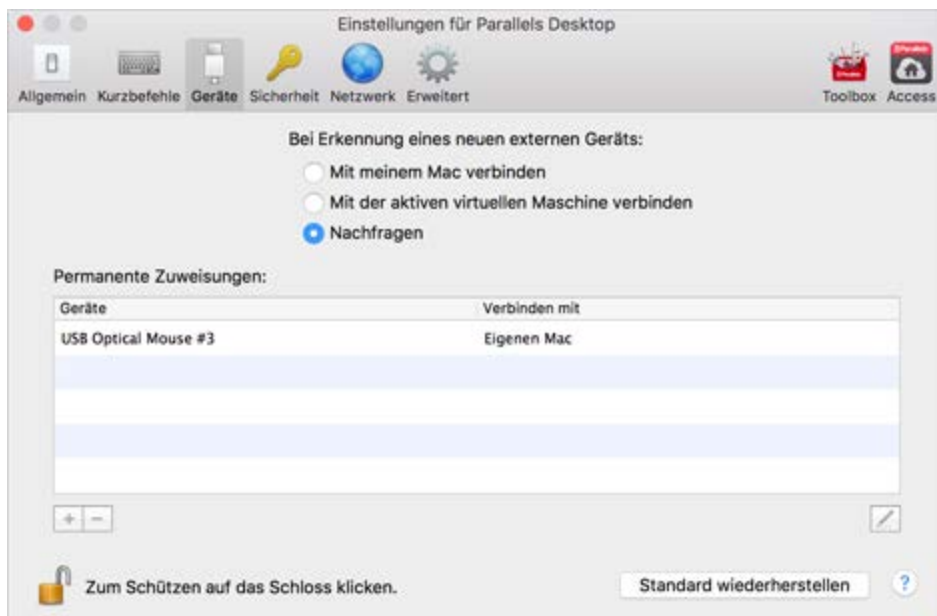 Einstellungen für Parallels Desktop
Allgemein Kurzbefehle Geräte Sicherheit Netzwerk Erweitert Toolbox Access
Bei Erkennung eines neuen externen Geräts:
Mit meinem Mac verbinden
Mit der aktiven virtuellen Maschine verbinden
Nachfragen
Permanente Zuweisungen:
Geräte Verbinden mit
USB Optical Mouse #3 Eigenen Mac
+ −
Zum Schützen auf das Schloss klicken. Standard wiederherstellen ?